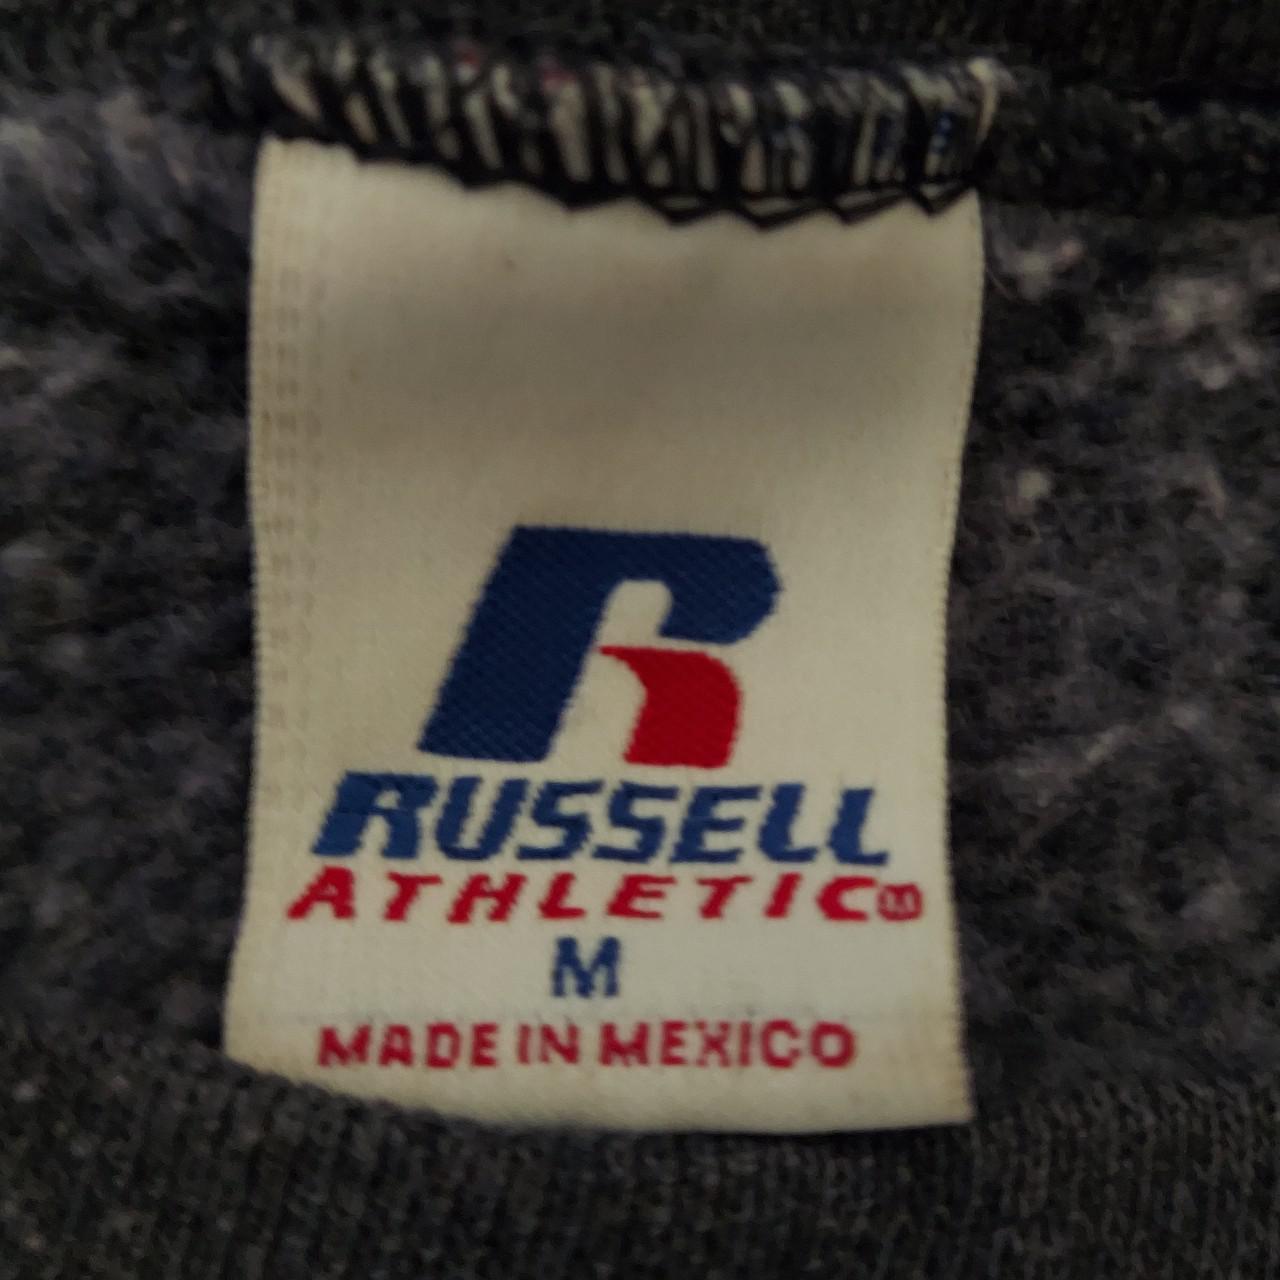 R
RUSSELL
ATHLETIC®
M
MADE IN MEXICO